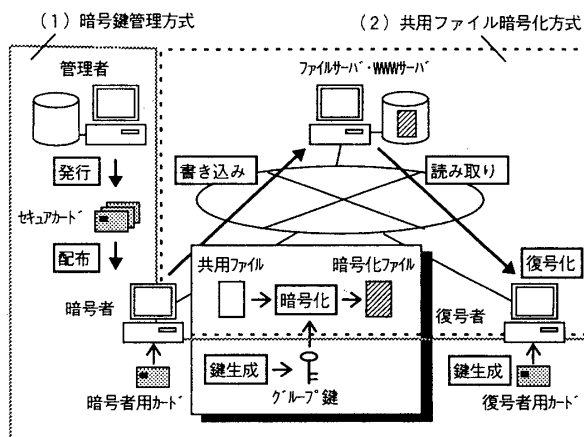 (1) 暗号鍵管理方式
(2) 共用ファイル暗号化方式
管理者
ﾌｧｲﾙｻｰﾊﾞ・WWWｻｰﾊﾞ
発行
書き込み
読み取り
ｾｷｭｱｶｰﾄﾞ
配布
共用ﾌｧｲﾙ
暗号化ﾌｧｲﾙ
復号化
暗号者
暗号化
復号者
鍵生成
ｸﾞﾙｰﾌﾟ鍵
鍵生成
暗号者用ｶｰﾄﾞ
復号者用ｶｰﾄﾞ